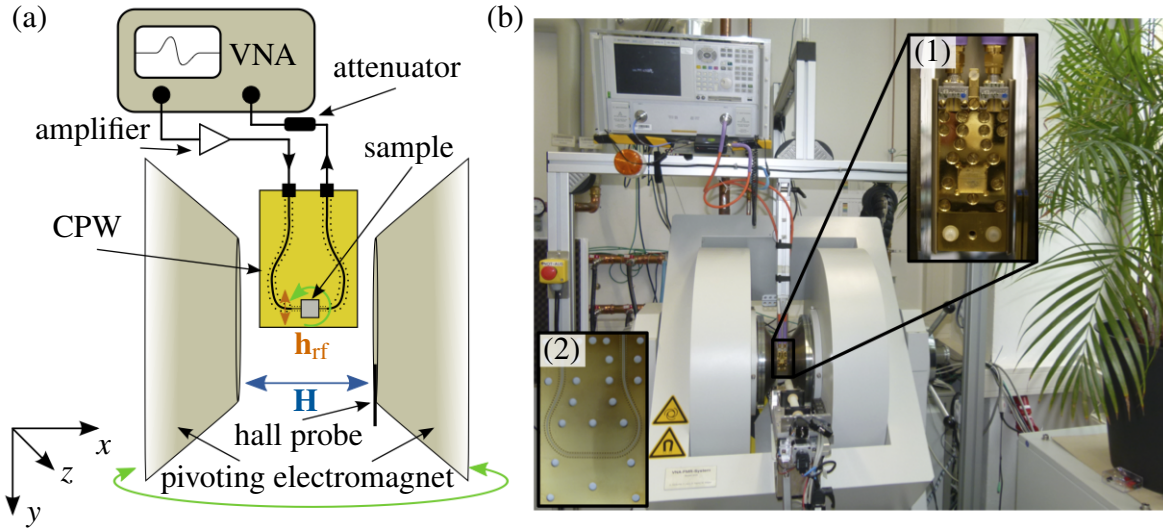 (a)
VNA
attenuator
amplifier
sample
CPW
h_rf
H
hall probe
pivoting electromagnet
x
z
y
(b)
(1)
(2)